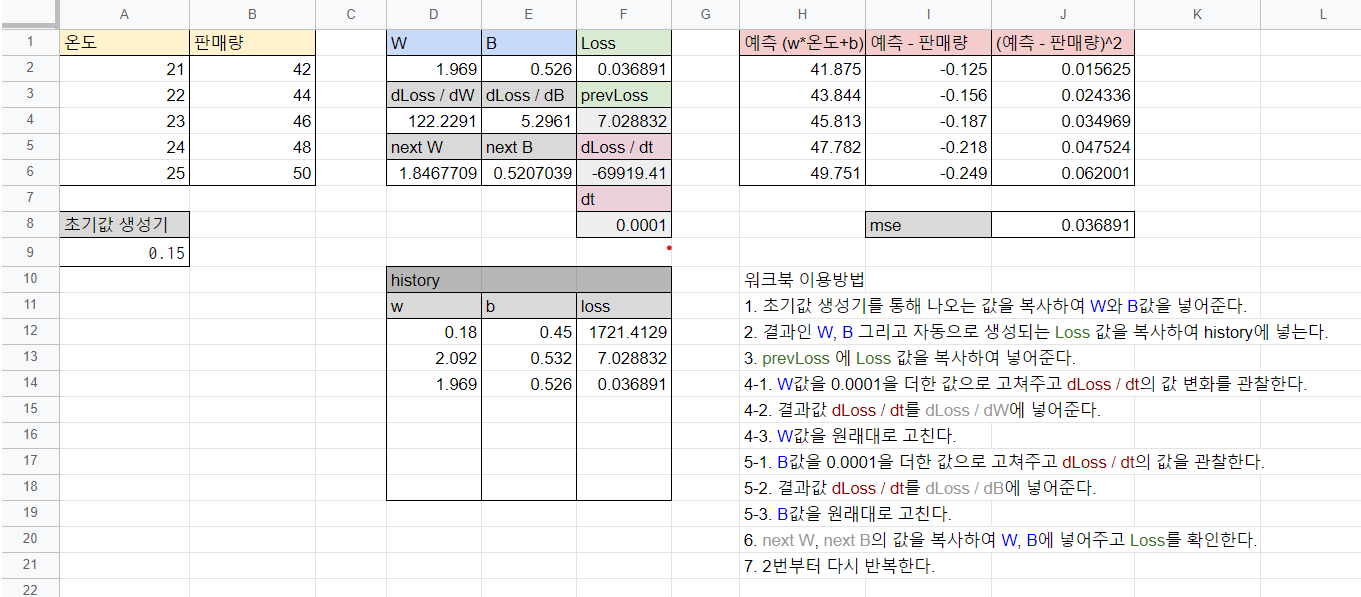 A B C D E F G H I J K L
1 온도 판매량 W B Loss 예측 (w*온도+b) 예측 - 판매량 (예측 - 판매량)^2
2 21 42 1.969 0.526 0.036891 41.875 -0.125 0.015625
3 22 44 dLoss / dW dLoss / dB prevLoss 43.844 -0.156 0.024336
4 23 46 122.2291 5.2961 7.028832 45.813 -0.187 0.034969
5 24 48 next W next B dLoss / dt 47.782 -0.218 0.047524
6 25 50 1.8467709 0.5207039 -69919.41 49.751 -0.249 0.062001
7 dt
8 초기값 생성기 0.0001 mse 0.036891
9 0.15
10 history 워크북 이용방법
11 w b loss 1. 초기값 생성기를 통해 나오는 값을 복사하여 W와 B값을 넣어준다.
12 0.18 0.45 1721.4129 2. 결과인 W, B 그리고 자동으로 생성되는 Loss 값을 복사하여 history에 넣는다.
13 2.092 0.532 7.028832 3. prevLoss 에 Loss 값을 복사하여 넣어준다.
14 1.969 0.526 0.036891 4-1. W값을 0.0001을 더한 값으로 고쳐주고 dLoss / dt의 값 변화를 관찰한다.
15 4-2. 결과값 dLoss / dt를 dLoss / dW에 넣어준다.
16 4-3. W값을 원래대로 고친다.
17 5-1. B값을 0.0001을 더한 값으로 고쳐주고 dLoss / dt의 값을 관찰한다.
18 5-2. 결과값 dLoss / dt를 dLoss / dB에 넣어준다.
19 5-3. B값을 원래대로 고친다.
20 6. next W, next B의 값을 복사하여 W, B에 넣어주고 Loss를 확인한다.
21 7. 2번부터 다시 반복한다.
22